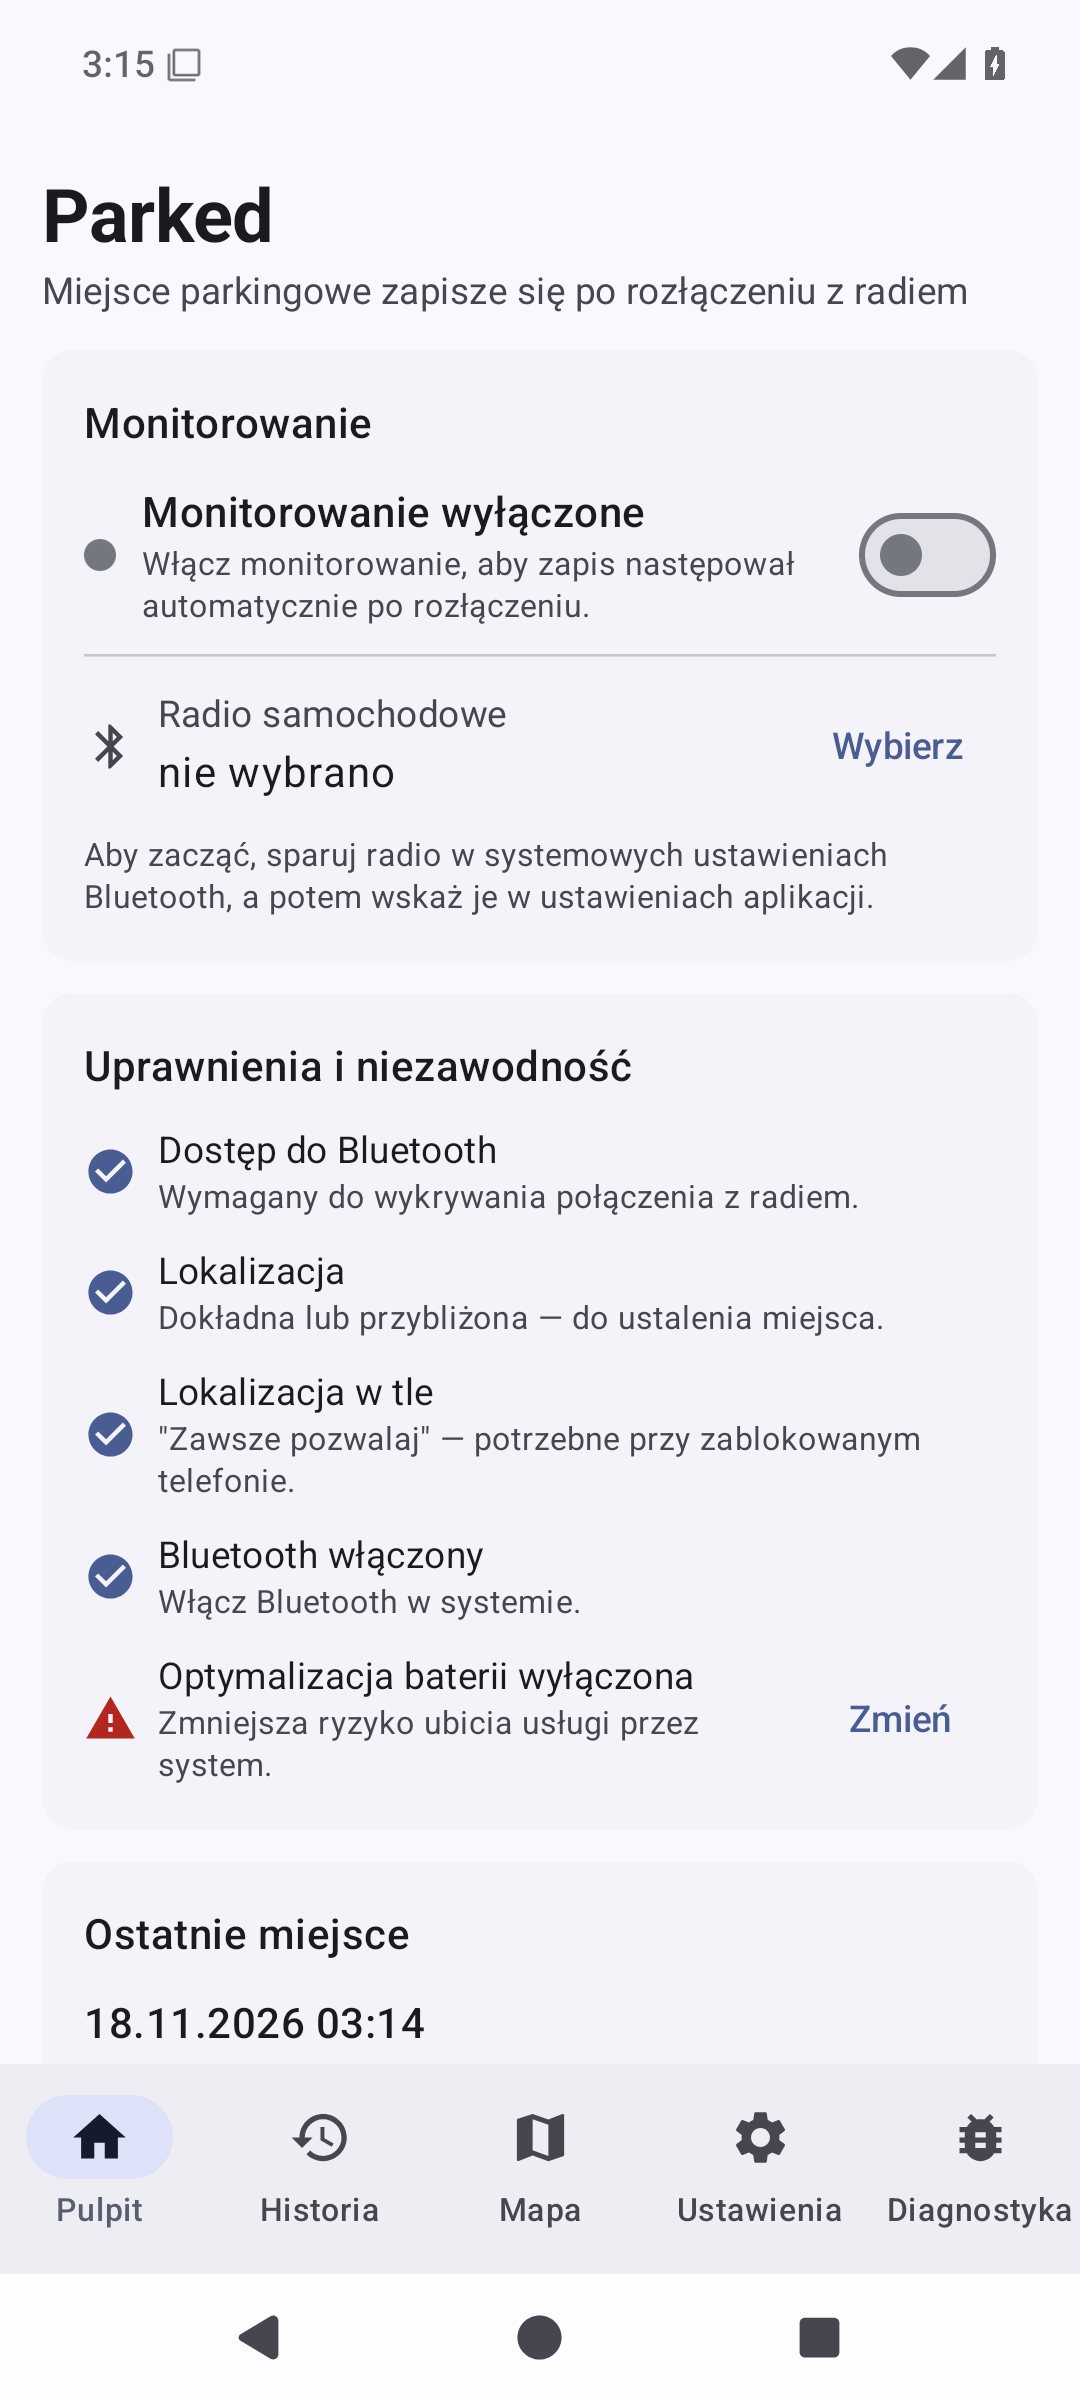 3:15
Parked
Miejsce parkingowe zapisze się po rozłączeniu z radiem
Monitorowanie
Monitorowanie wyłączone
Włącz monitorowanie, aby zapis następował
automatycznie po rozłączeniu.
Radio samochodowe
nie wybrano
Wybierz
Aby zacząć, sparuj radio w systemowych ustawieniach
Bluetooth, a potem wskaż je w ustawieniach aplikacji.
Uprawnienia i niezawodność
Dostęp do Bluetooth
Wymagany do wykrywania połączenia z radiem.
Lokalizacja
Dokładna lub przybliżona — do ustalenia miejsca.
Lokalizacja w tle
"Zawsze pozwalaj" — potrzebne przy zablokowanym
telefonie.
Bluetooth włączony
Włącz Bluetooth w systemie.
Optymalizacja baterii wyłączona
Zmniejsza ryzyko ubicia usługi przez
system.
Zmień
Ostatnie miejsce
18.11.2026 03:14
Pulpit
Historia
Mapa
Ustawienia
Diagnostyka